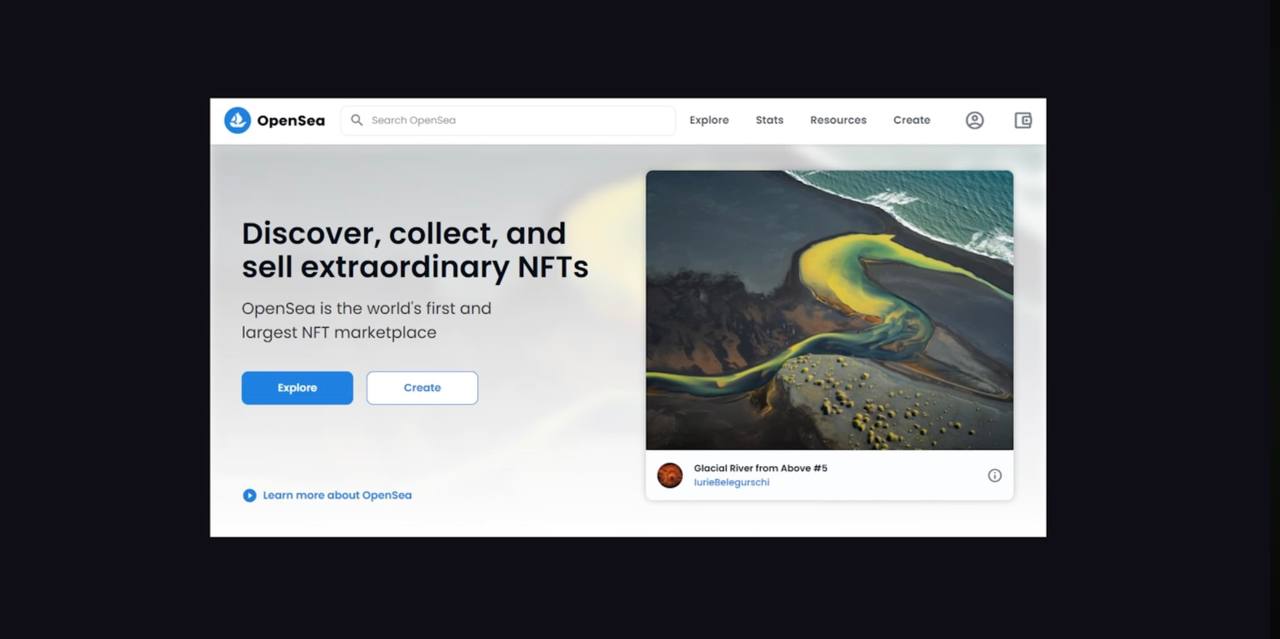 OpenSea
Search OpenSea
Explore
Stats
Resources
Create
Discover, collect, and
sell extraordinary NFTs
OpenSea is the world's first and
largest NFT marketplace
Explore
Create
Learn more about OpenSea
Glacial River from Above #5
IurieBelegurschi